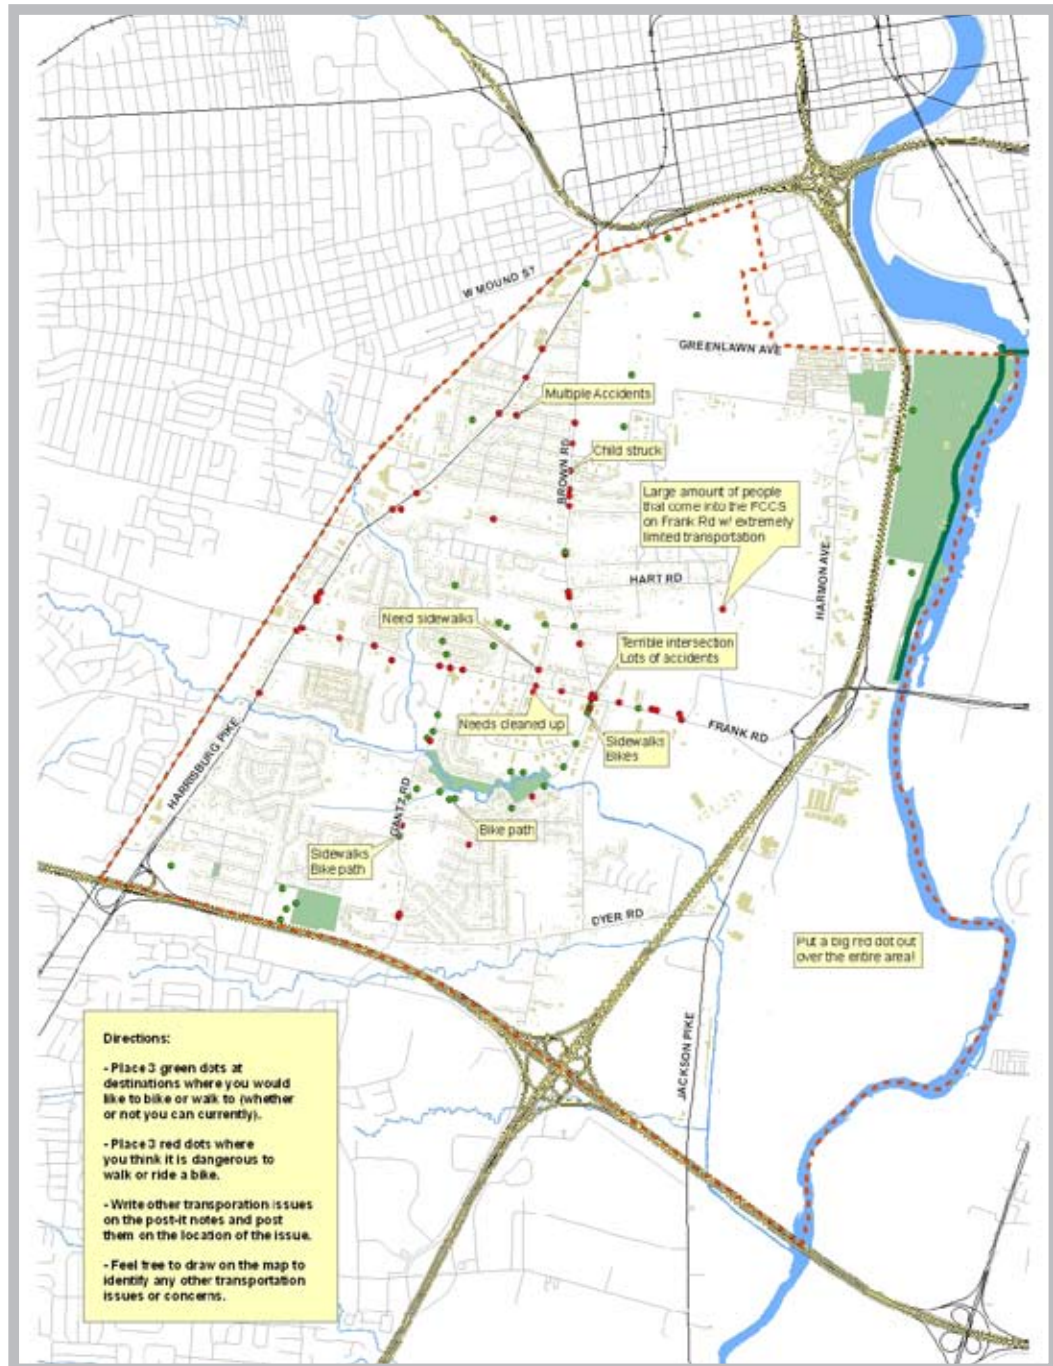 W MOUND ST
GREENLAWN AVE
Multiple Accidents
BROWN RD
Child struck
Large amount of people
that come into the FCCS
on Frank Rd w/ extremely
limited transportation
HARMON AVE
HART RD
Need sidewalks
Terrible intersection
Lots of accidents
Needs cleaned up
FRANK RD
Sidewalks
Bikes
HARRISBURG PIKE
GANTZ RD
Bike path
Sidewalks
Bike path
DYER RD
Put a big red dot out
over the entire area!
JACKSON PIKE
Directions:
- Place 3 green dots at
destinations where you would
like to bike or walk to (whether
or not you can currently).
- Place 3 red dots where
you think it is dangerous to
walk or ride a bike.
- Write other transporation issues
on the post-it notes and post
them on the location of the issue.
- Feel free to draw on the map to
identify any other transportation
issues or concerns.